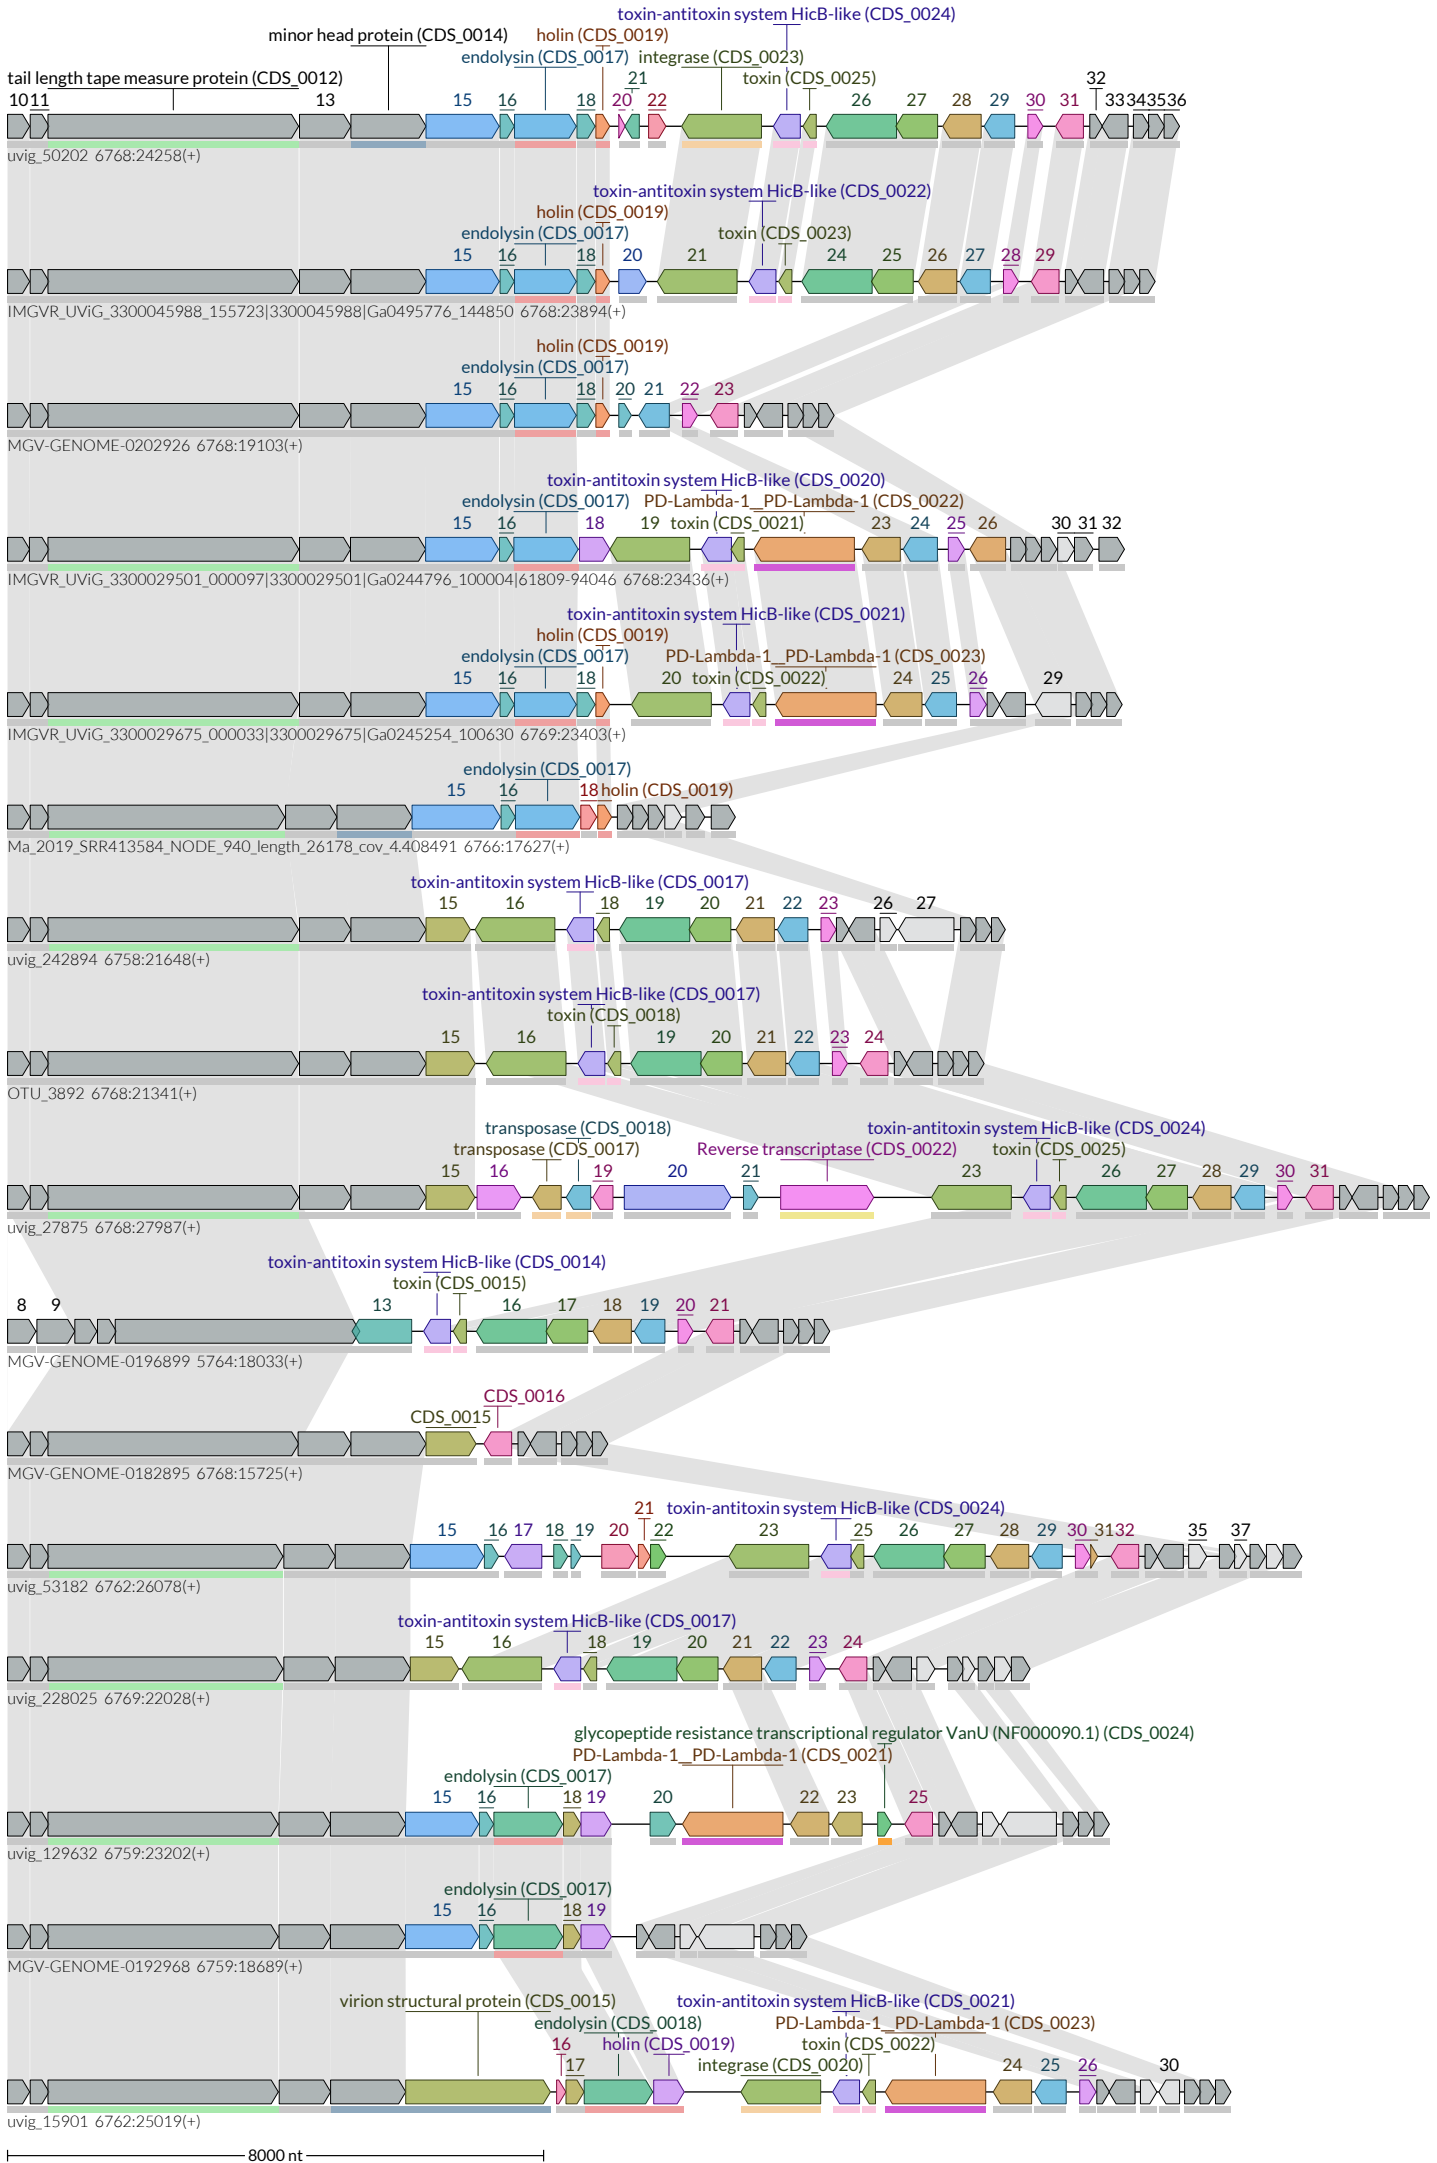 toxin-antitoxin system HicB-like (CDS_0024)
minor head protein (CDS_0014) holin (CDS_0019)
endolysin (CDS_0017) integrase (CDS_0023)
tail length tape measure protein (CDS_0012) 21 toxin (CDS_0025)
10 11 13 15 16 18 20 22 26 27 28 29 30 31 32 33 34 35 36
uvig_50202 6768:24258(+)
toxin-antitoxin system HicB-like (CDS_0022)
holin (CDS_0019)
endolysin (CDS_0017) toxin (CDS_0023)
15 16 18 20 21 24 25 26 27 28 29
IMGVR_UViG_3300045988_155723|3300045988|Ga0495776_144850 6768:23894(+)
holin (CDS_0019)
endolysin (CDS_0017)
15 16 18 20 21 22 23
MGV-GENOME-0202926 6768:19103(+)
toxin-antitoxin system HicB-like (CDS_0020)
endolysin (CDS_0017) PD-Lambda-1__PD-Lambda-1 (CDS_0022)
15 16 18 19 toxin (CDS_0021) 23 24 25 26 30 31 32
IMGVR_UViG_3300029501_000097|3300029501|Ga0244796_100004|61809-94046 6768:23436(+)
toxin-antitoxin system HicB-like (CDS_0021)
holin (CDS_0019)
endolysin (CDS_0017) PD-Lambda-1__PD-Lambda-1 (CDS_0023)
15 16 18 20 toxin (CDS_0022) 24 25 26 29
IMGVR_UViG_3300029675_000033|3300029675|Ga0245254_100630 6769:23403(+)
endolysin (CDS_0017)
15 16 18 holin (CDS_0019)
Ma_2019_SRR413584_NODE_940_length_26178_cov_4.408491 6766:17627(+)
toxin-antitoxin system HicB-like (CDS_0017)
15 16 18 19 20 21 22 23 26 27
uvig_242894 6758:21648(+)
toxin-antitoxin system HicB-like (CDS_0017)
toxin (CDS_0018)
15 16 19 20 21 22 23 24
OTU_3892 6768:21341(+)
transposase (CDS_0018) toxin-antitoxin system HicB-like (CDS_0024)
transposase (CDS_0017) Reverse transcriptase (CDS_0022) toxin (CDS_0025)
15 16 19 20 21 23 26 27 28 29 30 31
uvig_27875 6768:27987(+)
toxin-antitoxin system HicB-like (CDS_0014)
toxin (CDS_0015)
8 9 13 16 17 18 19 20 21
MGV-GENOME-0196899 5764:18033(+)
CDS_0016
CDS_0015
MGV-GENOME-0182895 6768:15725(+)
21 toxin-antitoxin system HicB-like (CDS_0024)
15 16 17 18 19 20 22 23 25 26 27 28 29 30 31 32 35 37
uvig_53182 6762:26078(+)
toxin-antitoxin system HicB-like (CDS_0017)
15 16 18 19 20 21 22 23 24
uvig_228025 6769:22028(+)
glycopeptide resistance transcriptional regulator VanU (NF000090.1) (CDS_0024)
PD-Lambda-1__PD-Lambda-1 (CDS_0021)
endolysin (CDS_0017)
15 16 18 19 20 22 23 25
uvig_129632 6759:23202(+)
endolysin (CDS_0017)
15 16 18 19
MGV-GENOME-0192968 6759:18689(+)
virion structural protein (CDS_0015) toxin-antitoxin system HicB-like (CDS_0021)
endolysin (CDS_0018) PD-Lambda-1__PD-Lambda-1 (CDS_0023)
16 holin (CDS_0019) toxin (CDS_0022)
17 integrase (CDS_0020) 24 25 26 30
uvig_15901 6762:25019(+)
8000 nt